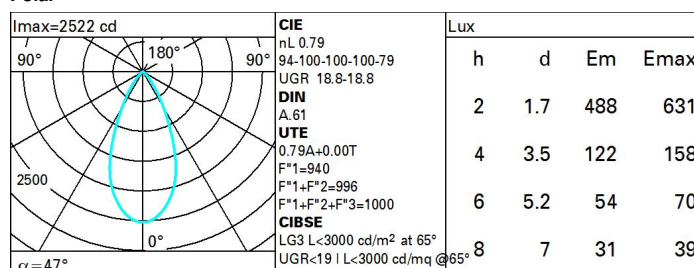 Imax=2522 cd
90° 180° 90°
2500
0°
α=47°
CIE
nL 0.79
94-100-100-100-79
UGR 18.8-18.8
DIN
A.61
UTE
0.79A+0.00T
F"1=940
F"1+F"2=996
F"1+F"2+F"3=1000
CIBSE
LG3 L<3000 cd/m² at 65°
UGR<19 | L<3000 cd/mq @65°
Lux
h d Em Emax
2 1.7 488 631
4 3.5 122 158
6 5.2 54 70
8 7 31 39